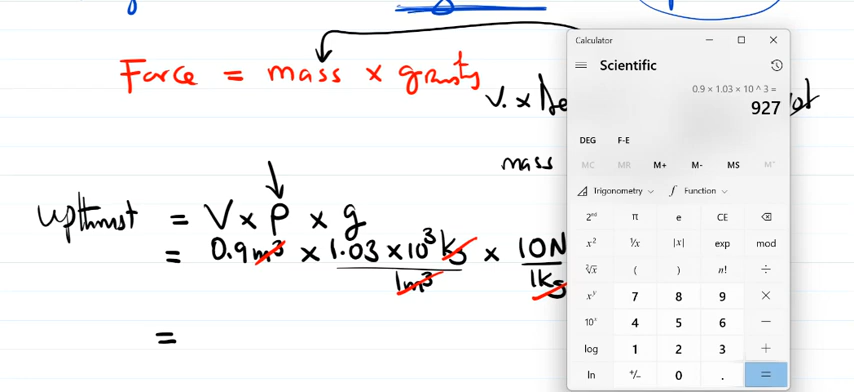 Force = mass × gravity
V. × De
mass
upthrust = V × ρ × g
= 0.9m³ × 1.03 × 10³ kg / 1m³ × 10N / 1kg
=
Calculator
Scientific
0.9 × 1.03 × 10 ^ 3 =
927
DEG F-E
MC MR M+ M- MS M˅
Trigonometry Function
2ⁿᵈ π e CE
x² ¹/x |x| exp mod
²√x ( ) n! ÷
xʸ 7 8 9 ×
10ˣ 4 5 6 −
log 1 2 3 +
ln +/− 0 . =